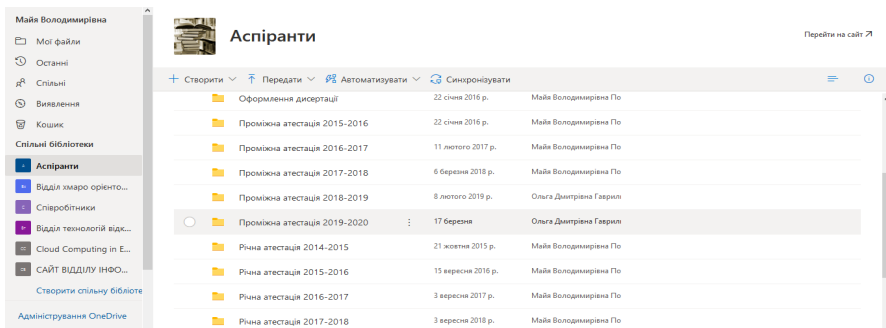 Майя Володимирівна
Мої файли
Останні
Спільні
Виявлення
Кошик
Спільні бібліотеки
Аспіранти
Відділ хмаро орієнто...
Співробітники
Відділ технологій відк...
Cloud Computing in E...
САЙТ ВІДДІЛУ ІНФО...
Створити спільну бібліоте
Адміністрування OneDrive
Аспіранти
Перейти на сайт
Створити Передати Автоматизувати Синхронізувати
Оформлення дисертації 22 січня 2016 р. Майя Володимирівна По
Проміжна атестація 2015-2016 22 січня 2016 р. Майя Володимирівна По
Проміжна атестація 2016-2017 11 лютого 2017 р. Майя Володимирівна По
Проміжна атестація 2017-2018 6 березня 2018 р. Майя Володимирівна По
Проміжна атестація 2018-2019 8 лютого 2019 р. Ольга Дмитрівна Гаврил
Проміжна атестація 2019-2020 17 березня Ольга Дмитрівна Гаврил
Річна атестація 2014-2015 21 жовтня 2015 р. Майя Володимирівна По
Річна атестація 2015-2016 15 вересня 2016 р. Майя Володимирівна По
Річна атестація 2016-2017 3 вересня 2017 р. Майя Володимирівна По
Річна атестація 2017-2018 3 вересня 2018 р. Майя Володимирівна По